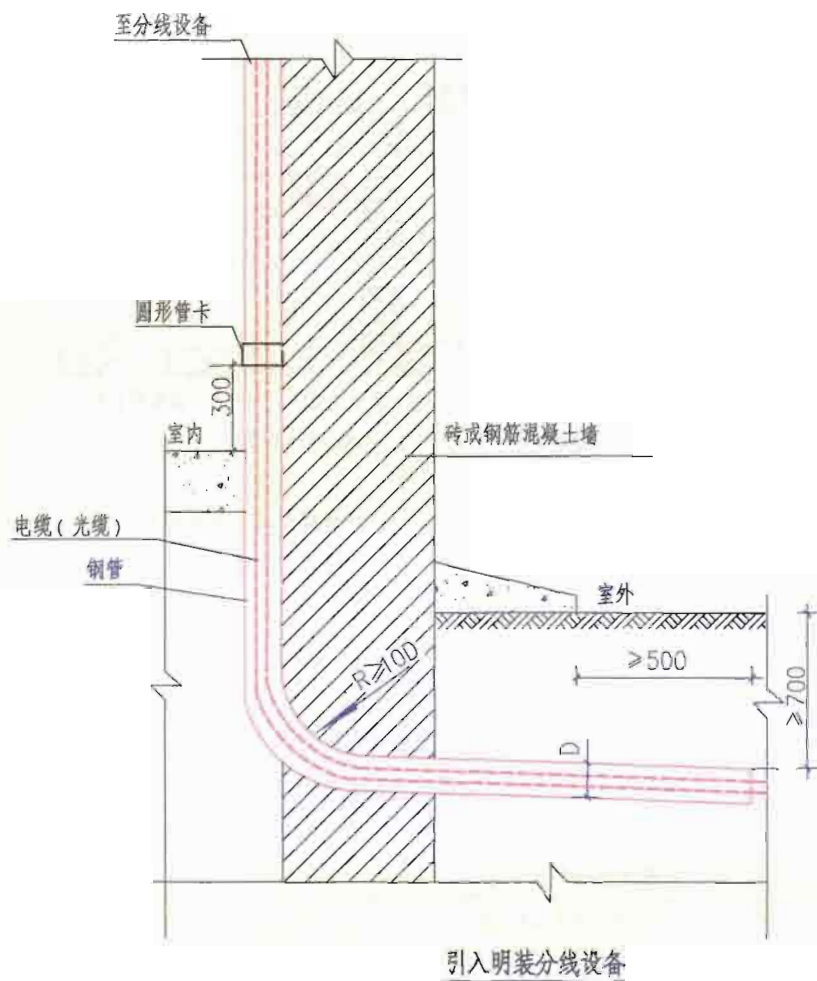 至分线设备
圆形管卡
300
室内
砖或钢筋混凝土墙
电缆(光缆)
钢管
室外
≥500
R≥10D
≥700
D
引入明装分线设备